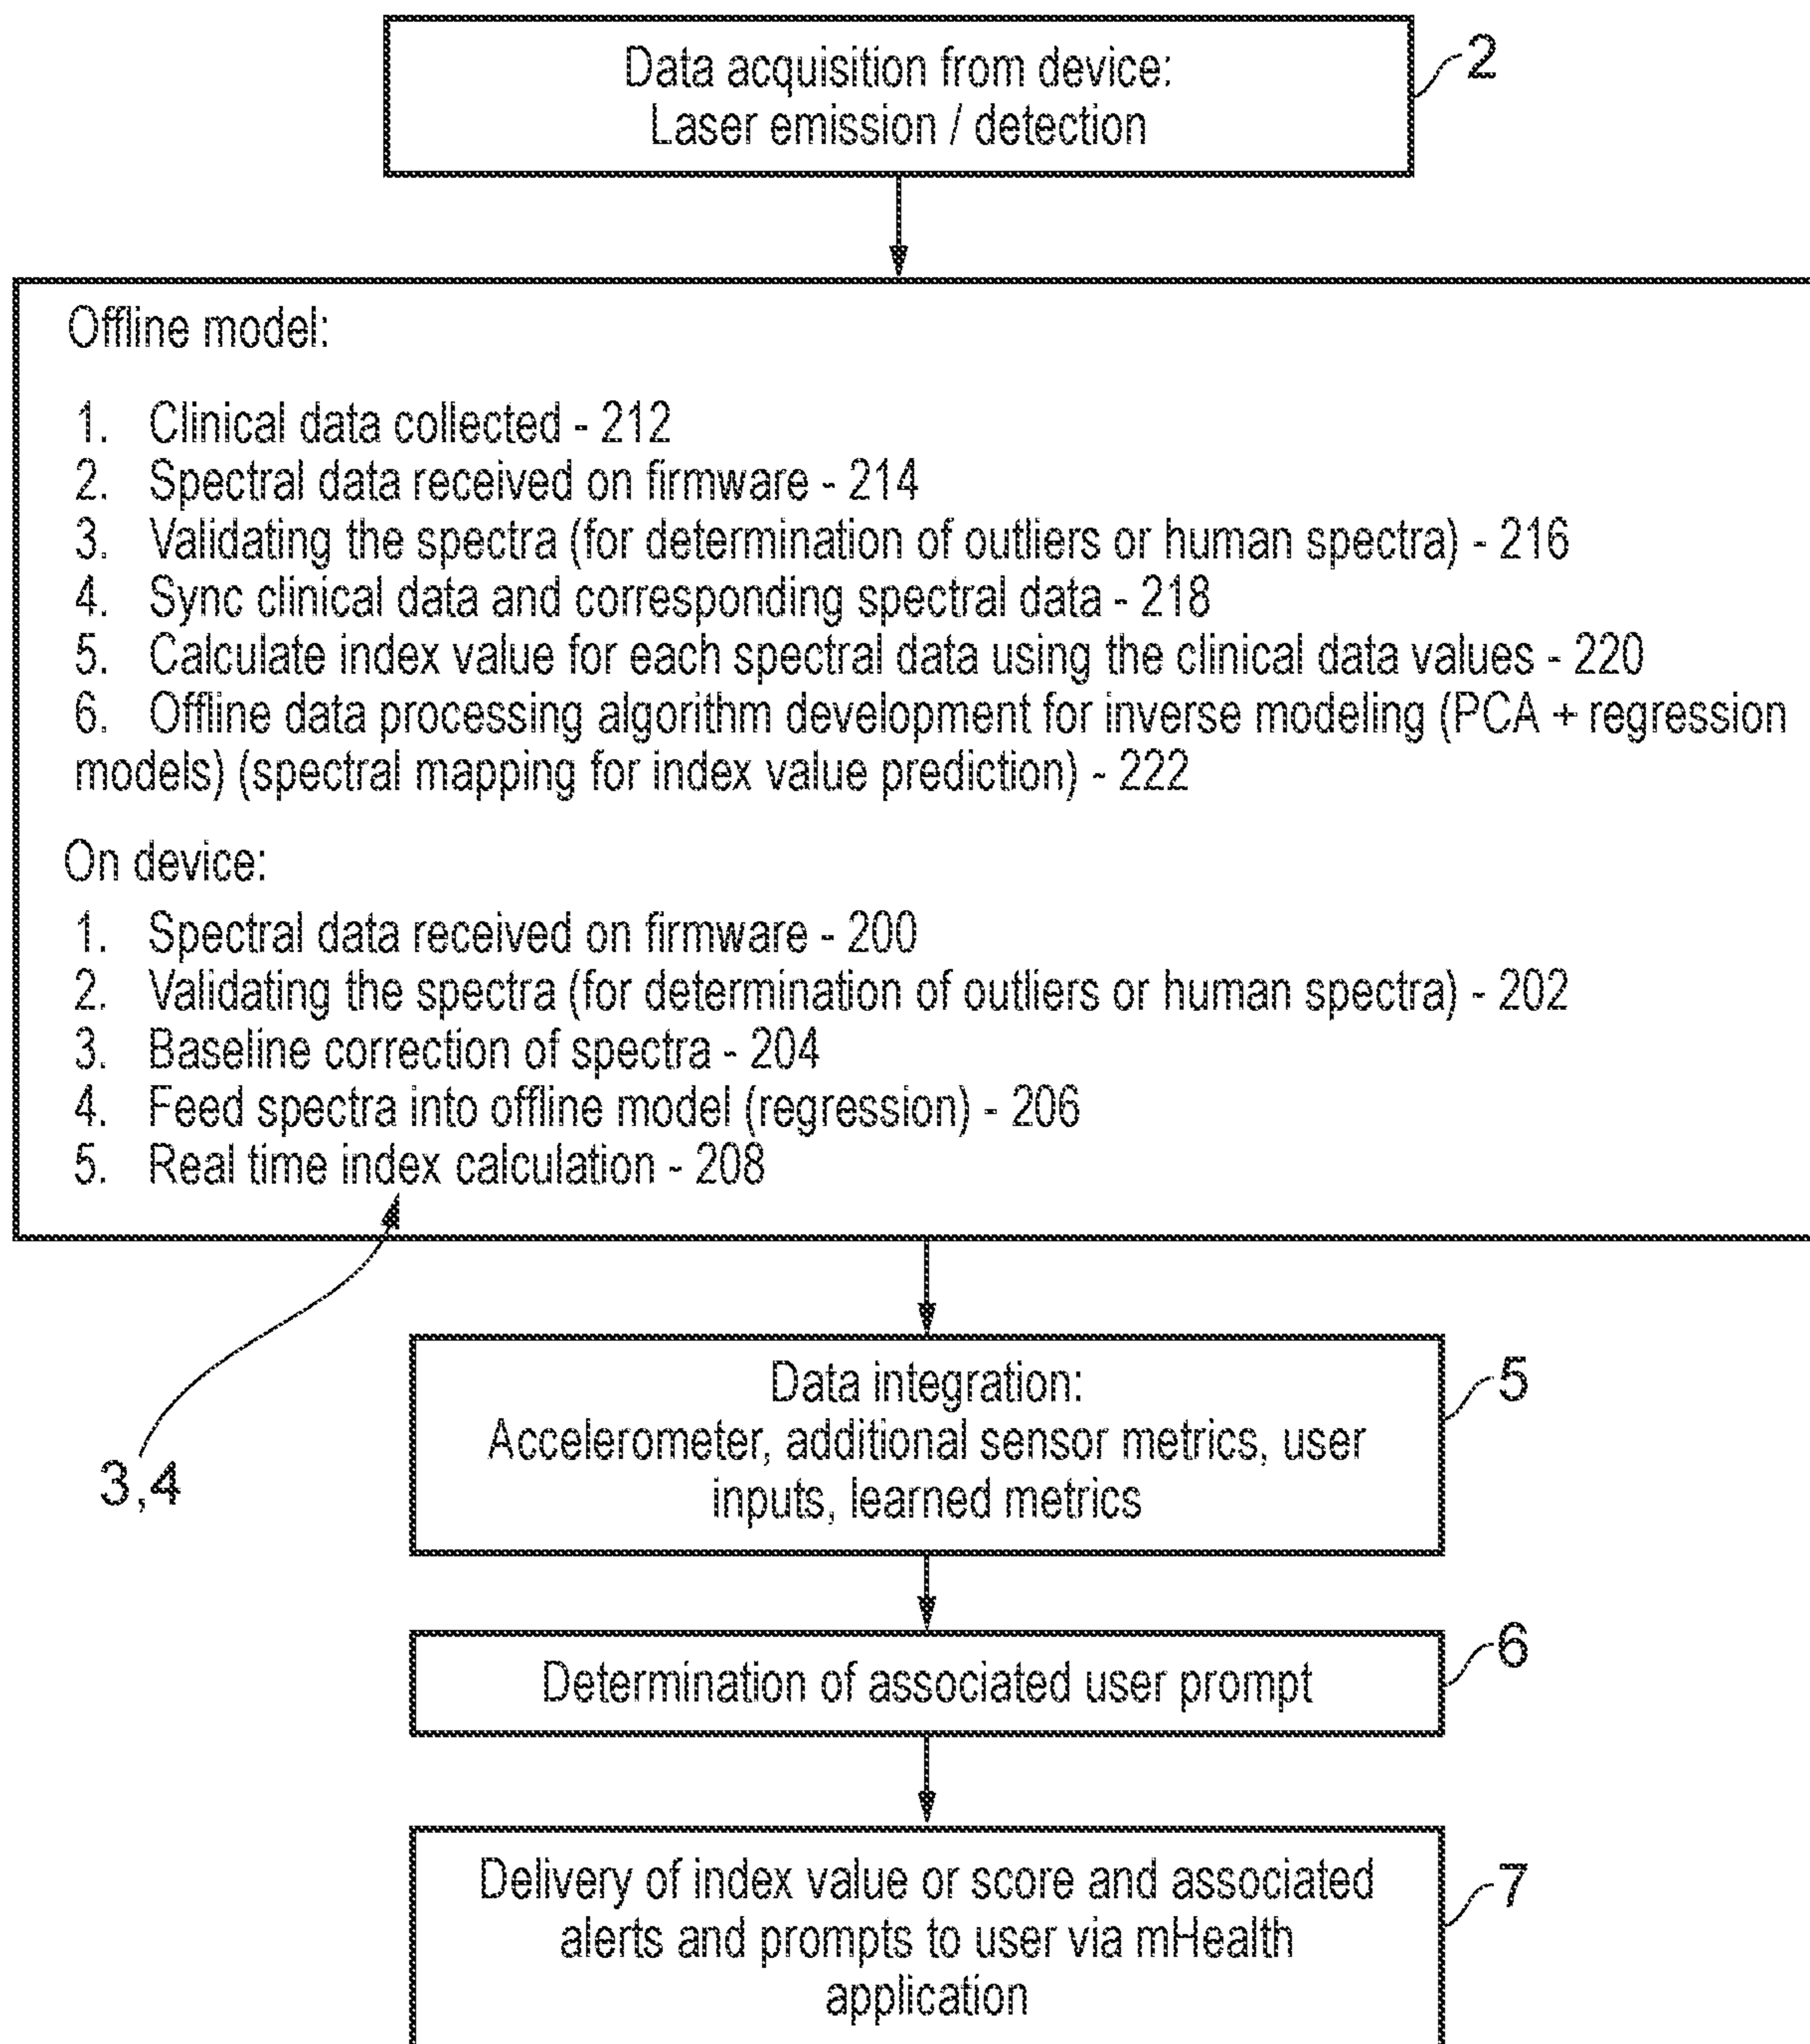 Data acquisition from device:
Laser emission / detection
2
Offline model:
1. Clinical data collected - 212
2. Spectral data received on firmware - 214
3. Validating the spectra (for determination of outliers or human spectra) - 216
4. Sync clinical data and corresponding spectral data - 218
5. Calculate index value for each spectral data using the clinical data values - 220
6. Offline data processing algorithm development for inverse modeling (PCA + regression
models) (spectral mapping for index value prediction) - 222
On device:
1. Spectral data received on firmware - 200
2. Validating the spectra (for determination of outliers or human spectra) - 202
3. Baseline correction of spectra - 204
4. Feed spectra into offline model (regression) - 206
5. Real time index calculation - 208
3,4
Data integration:
Accelerometer, additional sensor metrics, user
inputs, learned metrics
5
Determination of associated user prompt
6
Delivery of index value or score and associated
alerts and prompts to user via mHealth
application
7